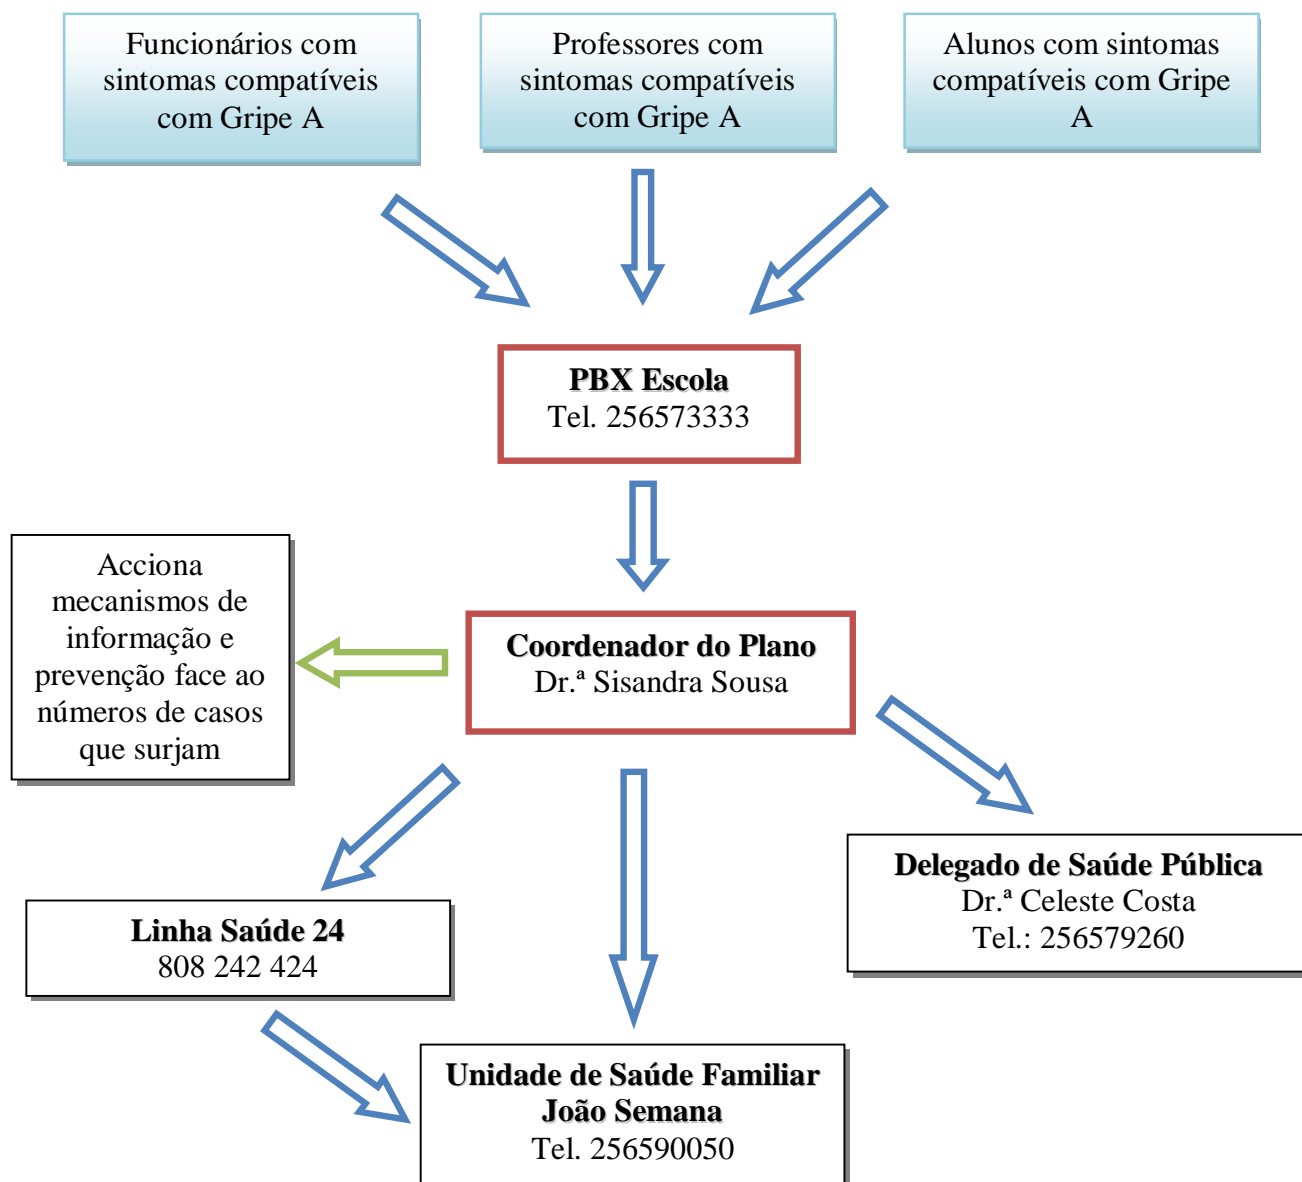 Funcionários com
sintomas compatíveis
com Gripe A
Professores com
sintomas compatíveis
com Gripe A
Alunos com sintomas
compatíveis com Gripe
A
PBX Escola
Tel. 256573333
Acciona
mecanismos de
informação e
prevenção face ao
números de casos
que surjam
Coordenador do Plano
Dr.ª Sisandra Sousa
Delegado de Saúde Pública
Dr.ª Celeste Costa
Tel.: 256579260
Linha Saúde 24
808 242 424
Unidade de Saúde Familiar
João Semana
Tel. 256590050